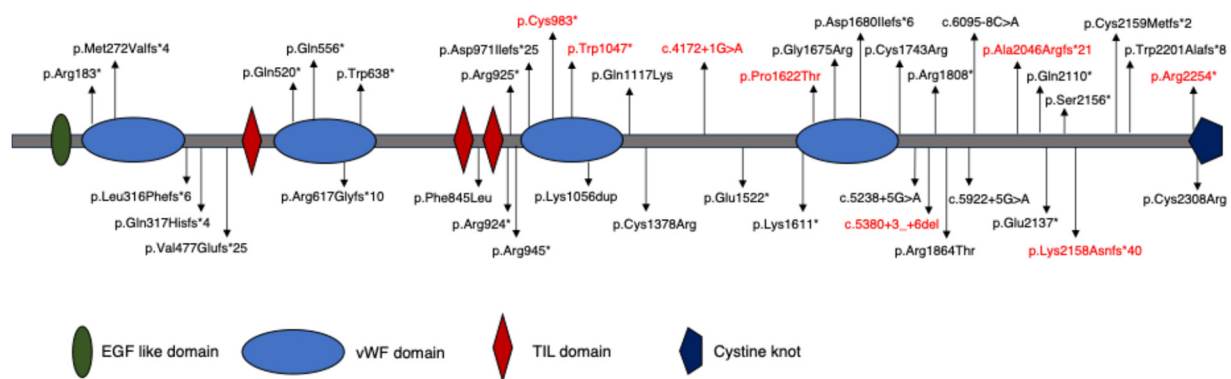 p.Cys983*
p.Asp1680Ilefs*6
c.6095-8C>A
p.Cys2159Metfs*2
p.Met272Valfs*4
p.Gln556*
p.Asp971Ilefs*25
p.Trp1047*
c.4172+1G>A
p.Gly1675Arg
p.Cys1743Arg
p.Ala2046Argfs*21
p.Trp2201Alafs*8
p.Arg183*
p.Gln520*
p.Trp638*
p.Arg925*
p.Gln1117Lys
p.Pro1622Thr
p.Arg1808*
p.Gln2110*
p.Arg2254*
p.Ser2156*
p.Leu316Phefs*6
p.Arg617Glyfs*10
p.Phe845Leu
p.Lys1056dup
p.Glu1522*
c.5238+5G>A
c.5922+5G>A
p.Cys2308Arg
p.Gln317Hisfs*4
p.Arg924*
p.Cys1378Arg
p.Lys1611*
c.5380+3_+6del
p.Glu2137*
p.Val477Glufs*25
p.Arg945*
p.Arg1864Thr
p.Lys2158Asnfs*40
EGF like domain
vWF domain
TIL domain
Cystine knot